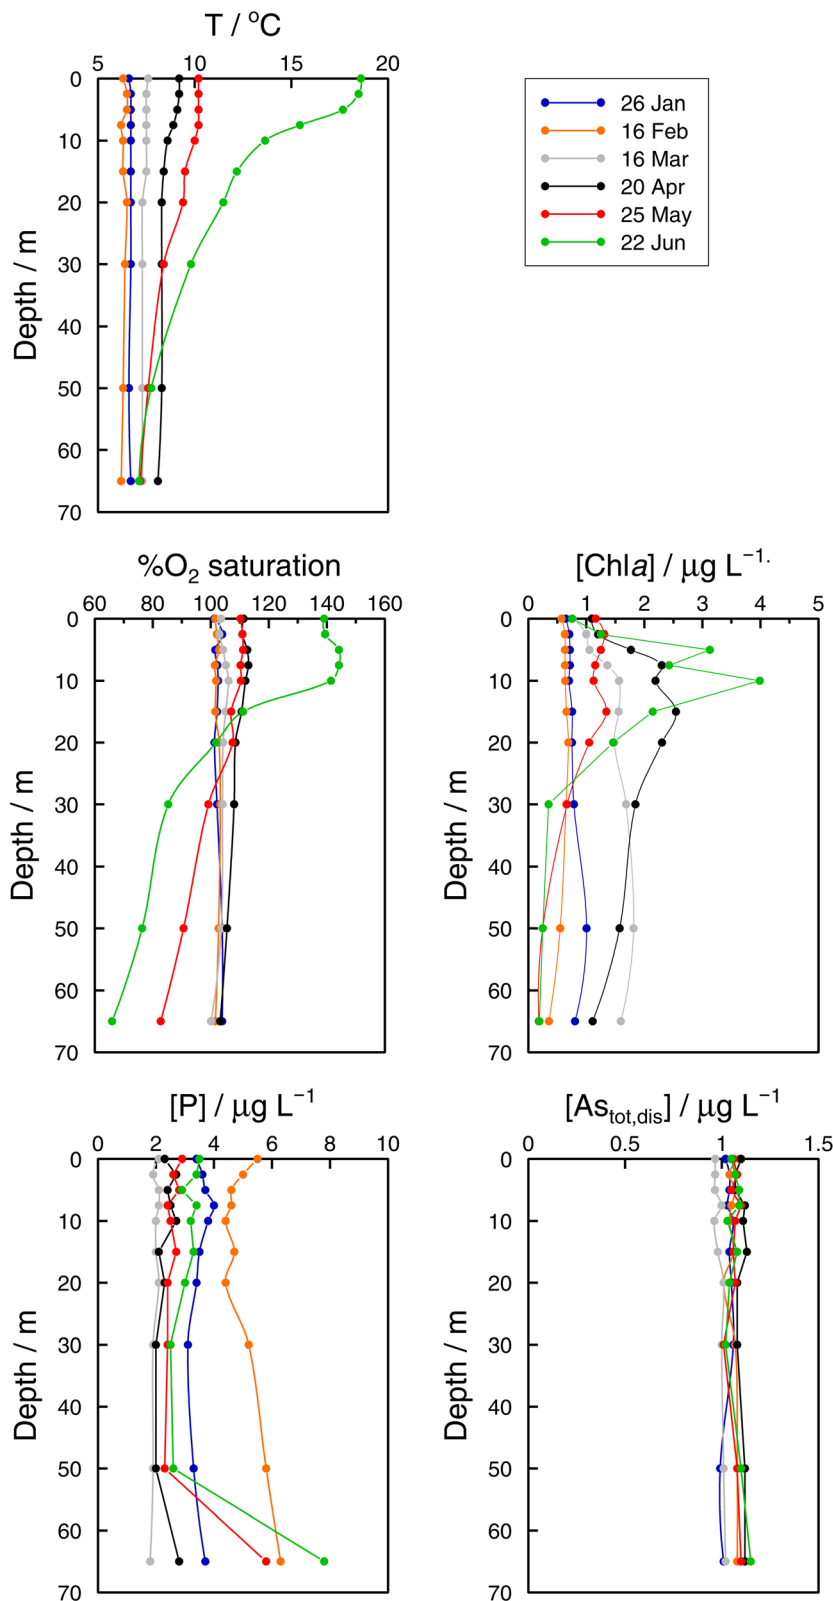 T / °C
5 10 15 20
0
10
20
30
40
50
60
70
Depth / m
26 Jan
16 Feb
16 Mar
20 Apr
25 May
22 Jun
%O₂ saturation
60 80 100 120 140 160
0
10
20
30
40
50
60
70
Depth / m
[Chla] / µg L⁻¹·
0 1 2 3 4 5
0
10
20
30
40
50
60
70
Depth / m
[P] / µg L⁻¹
0 2 4 6 8 10
0
10
20
30
40
50
60
70
Depth / m
[Astot,dis] / µg L⁻¹
0 0.5 1 1.5
0
10
20
30
40
50
60
70
Depth / m